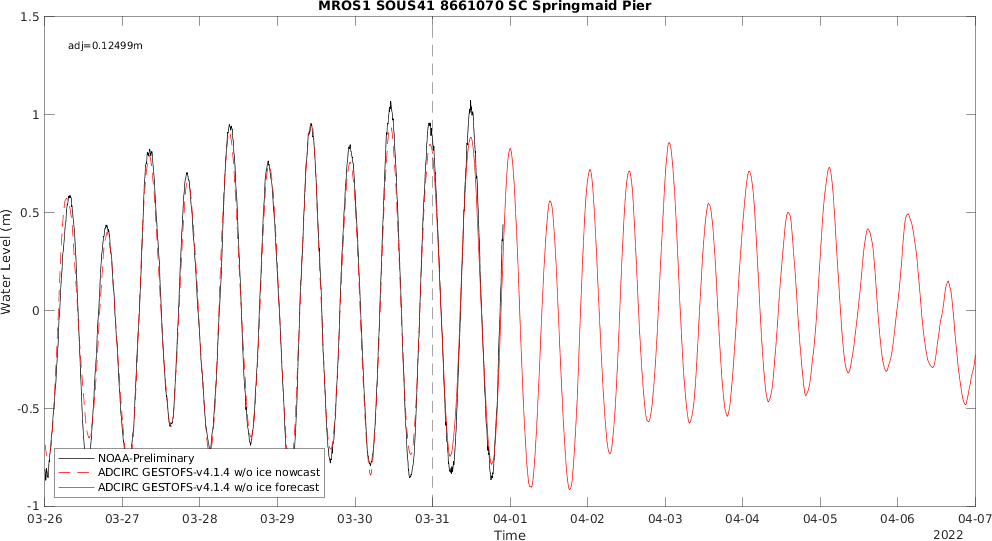 MROS1 SOUS41 8661070 SC Springmaid Pier
adj=0.12499m
1.5
1
0.5
0
-0.5
-1
Water Level (m)
NOAA-Preliminary
ADCIRC GESTOFS-v4.1.4 w/o ice nowcast
ADCIRC GESTOFS-v4.1.4 w/o ice forecast
03-26 03-27 03-28 03-29 03-30 03-31 04-01 04-02 04-03 04-04 04-05 04-06 04-07
Time
2022